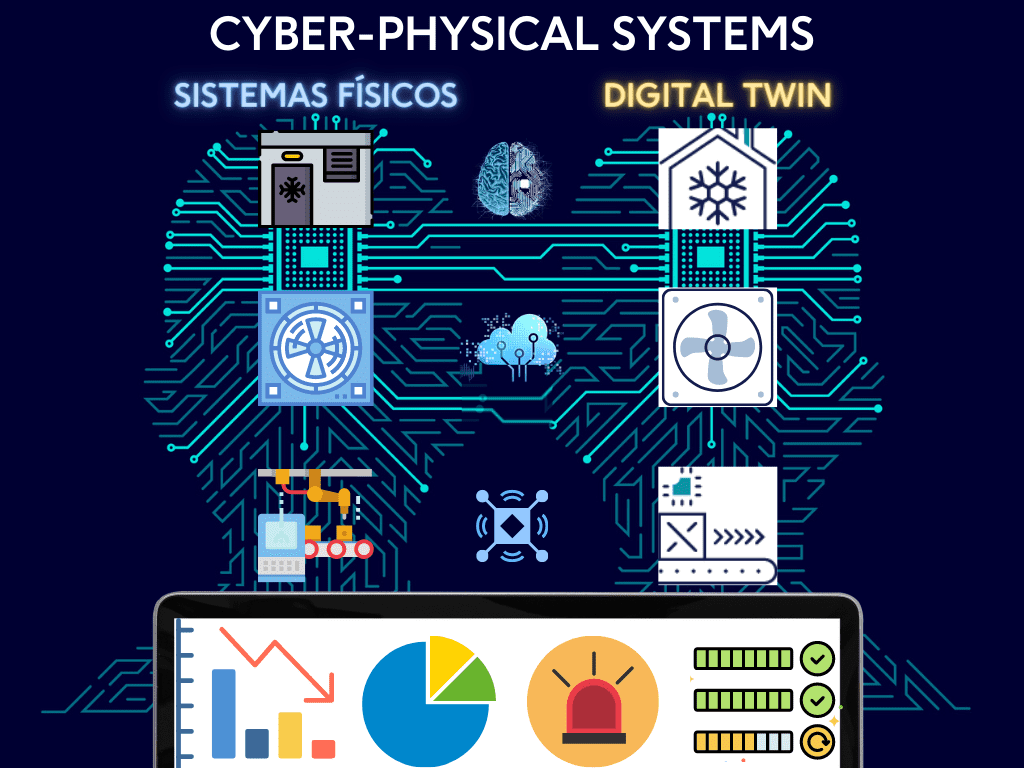 CYBER-PHYSICAL SYSTEMS
SISTEMAS FÍSICOS
DIGITAL TWIN